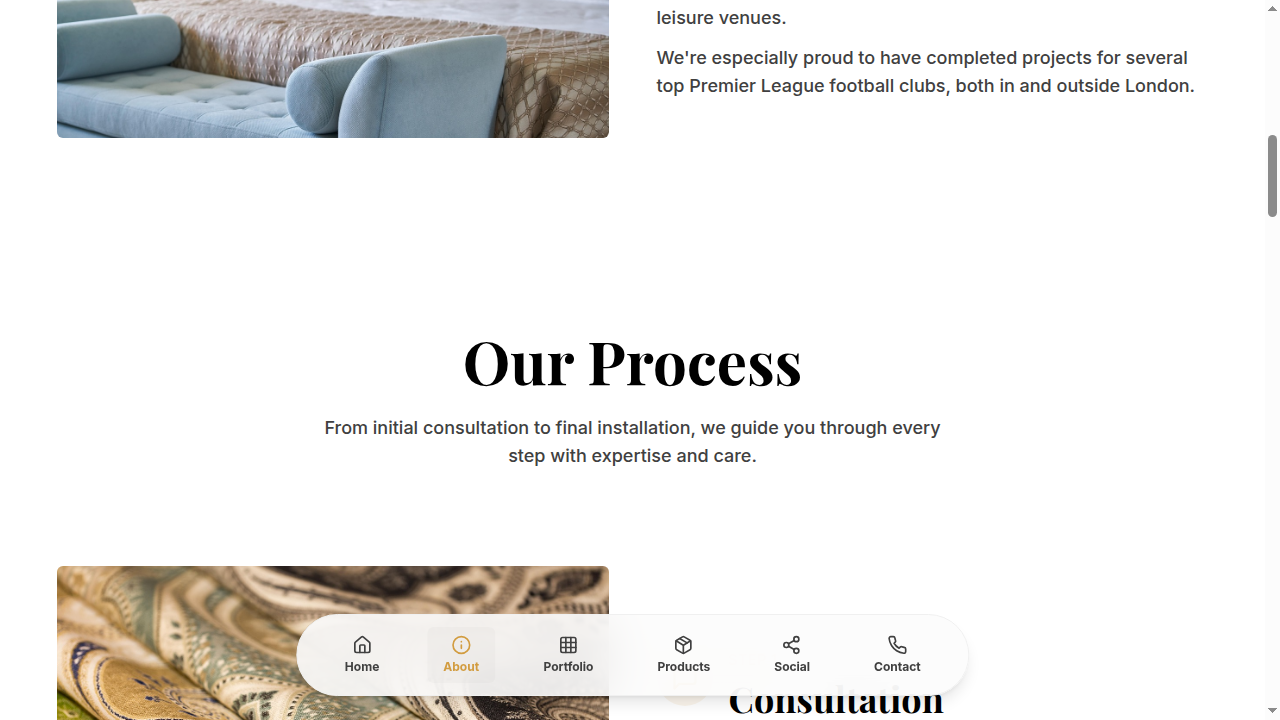 leisure venues.
We're especially proud to have completed projects for several
top Premier League football clubs, both in and outside London.
Our Process
From initial consultation to final installation, we guide you through every
step with expertise and care.
Home
About
Portfolio
Products
Social
Contact
Consultation